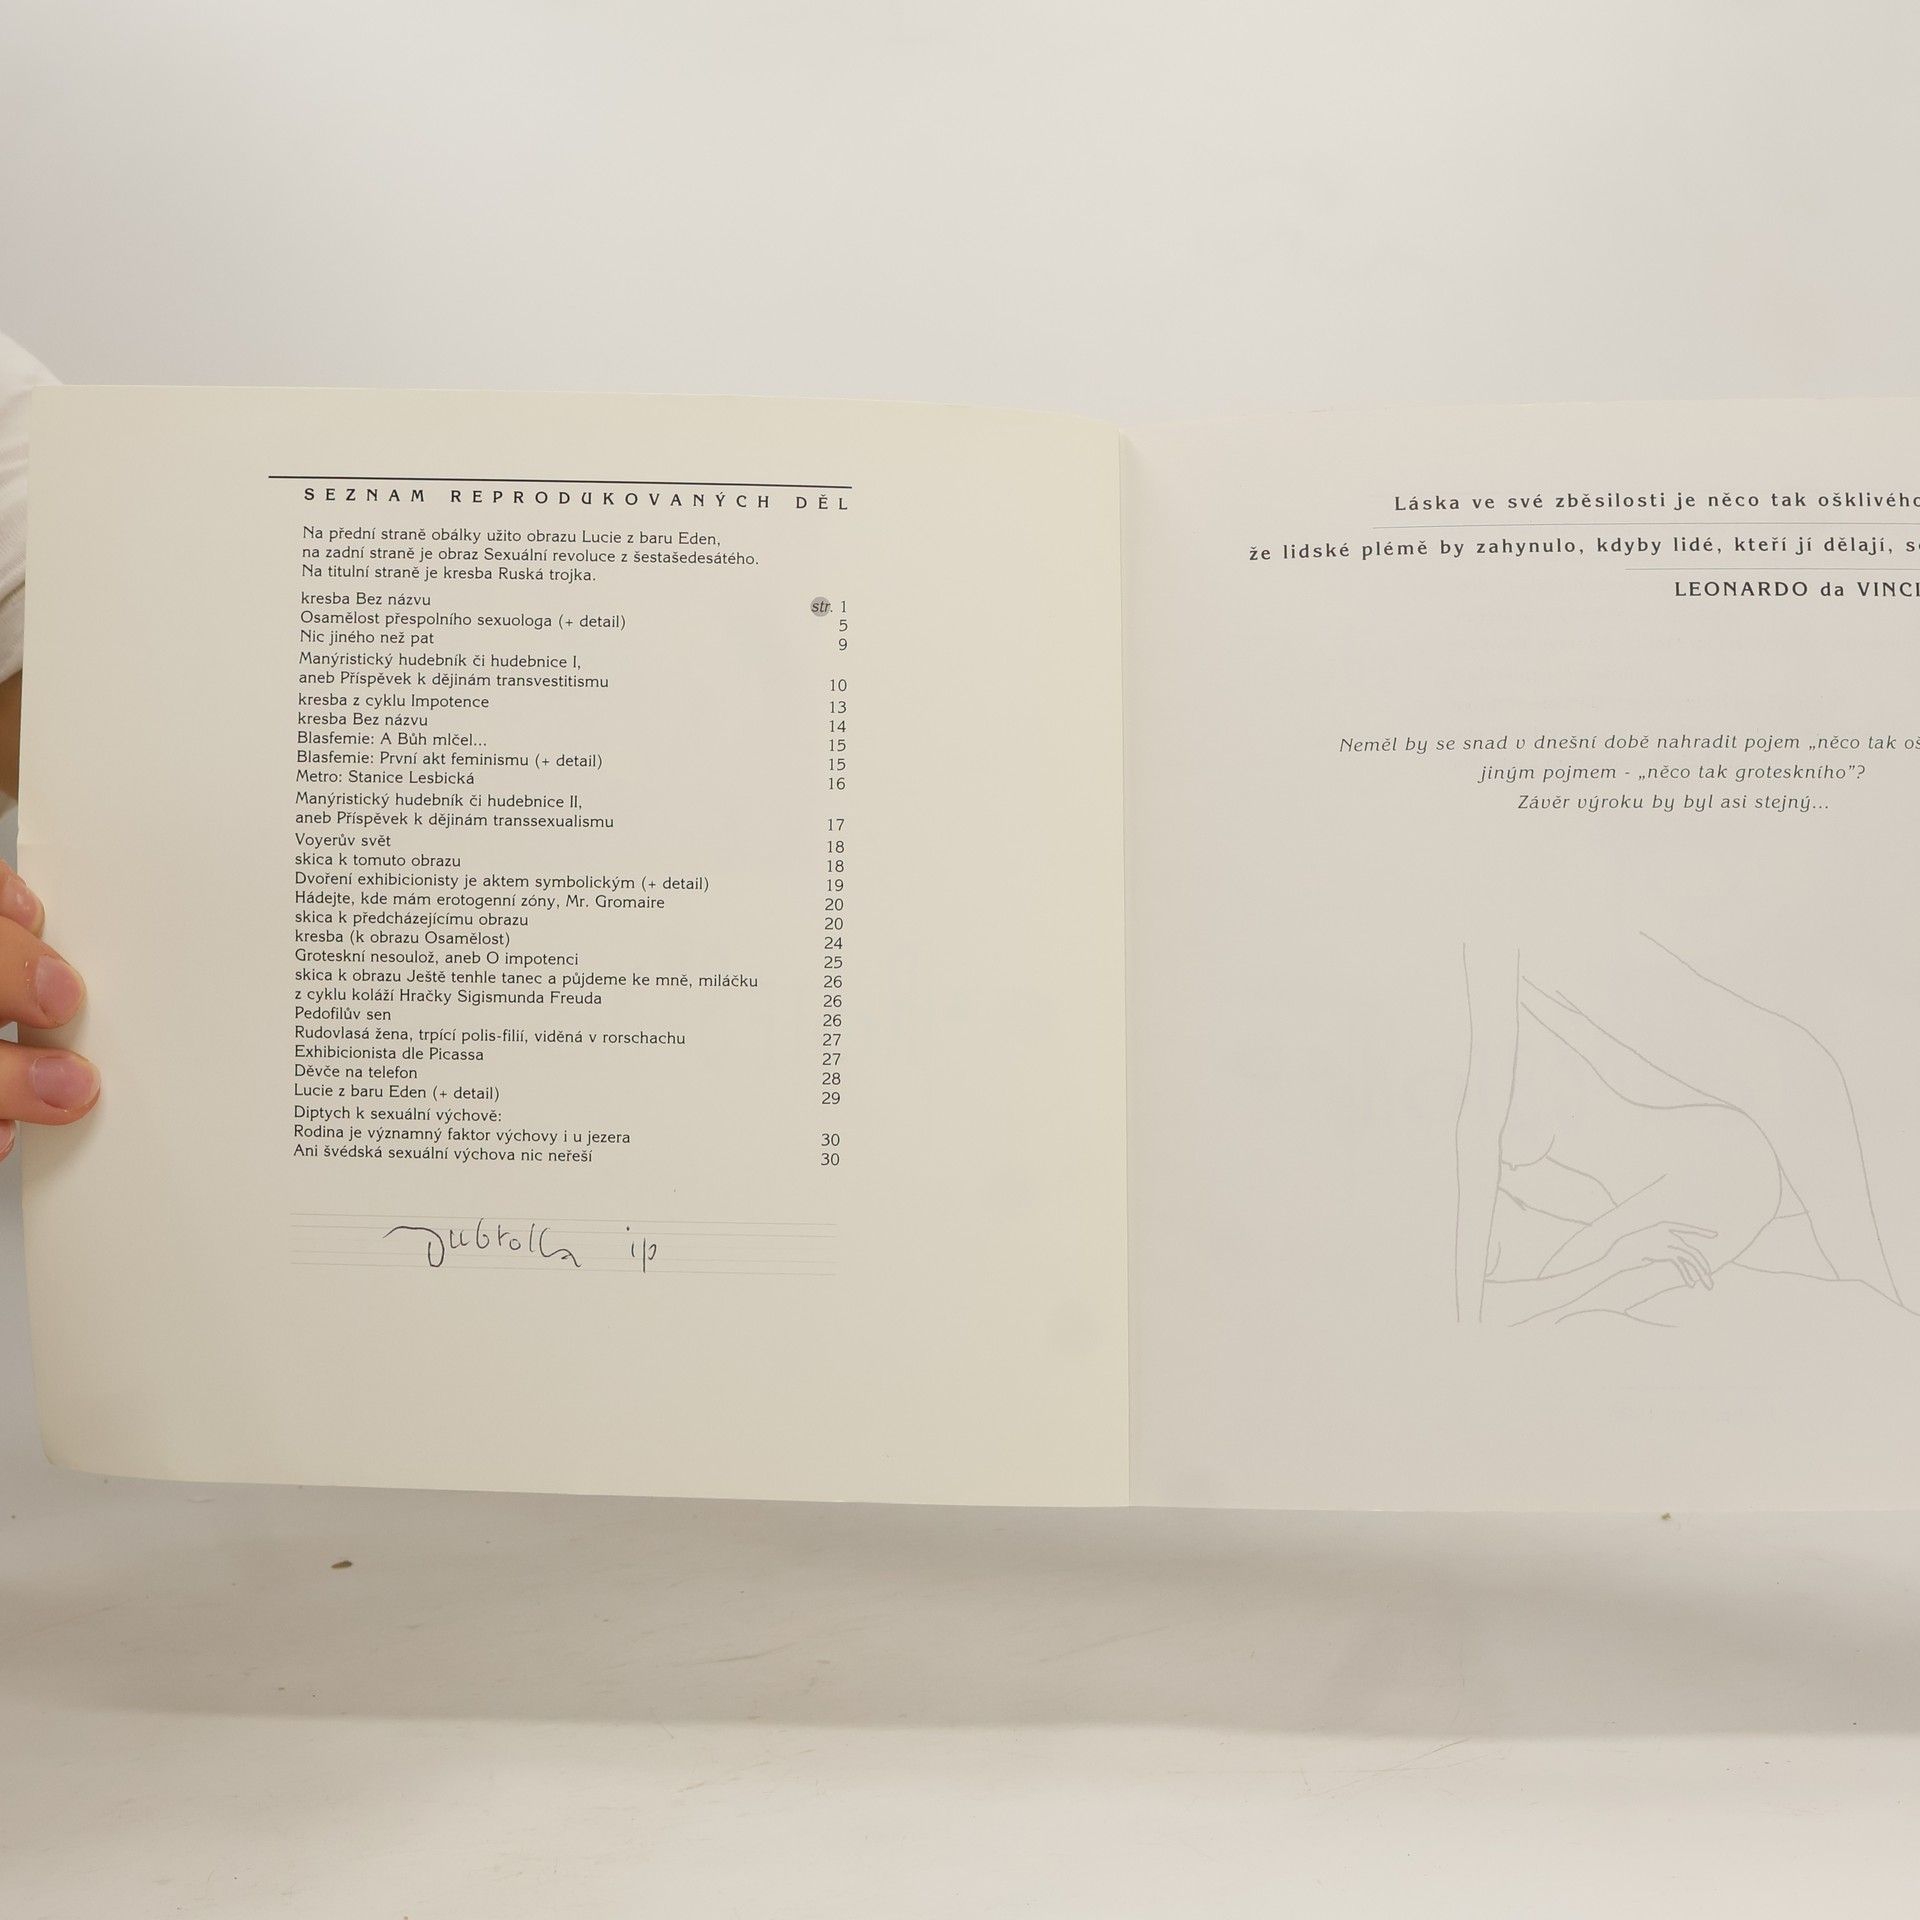 SEZNAM REPRODUKOVANÝCH DĚL
Na přední straně obálky užito obrazu Lucie z baru Eden,
na zadní straně je obraz Sexuální revoluce z šestašedesátého.
Na titulní straně je kresba Ruská trojka.
kresba Bez názvu str. 1
Osamělost přespolního sexuologa (+ detail) 5
Nic jiného než pat 9
Manýristický hudebník či hudebnice I,
aneb Příspěvek k dějinám transvestitismu 10
kresba z cyklu Impotence 13
kresba Bez názvu 14
Blasfemie: A Bůh mlčel... 15
Blasfemie: První akt feminismu (+ detail) 15
Metro: Stanice Lesbická 16
Manýristický hudebník či hudebnice II,
aneb Příspěvek k dějinám transsexualismu 17
Voyerův svět 18
skica k tomuto obrazu 18
Dvoření exhibicionisty je aktem symbolickým (+ detail) 19
Hádejte, kde mám erotogenní zóny, Mr. Gromaire 20
skica k předcházejícímu obrazu 20
kresba (k obrazu Osamělost) 24
Groteskní nesoulož, aneb O impotenci 25
skica k obrazu Ještě tenhle tanec a půjdeme ke mně, miláčku 26
z cyklu koláží Hračky Sigismunda Freuda 26
Pedofilův sen 26
Rudovlasá žena, trpící polis-filií, viděná v rorschachu 27
Exhibicionista dle Picassa 27
Děvče na telefon 28
Lucie z baru Eden (+ detail) 29
Diptych k sexuální výchově:
Rodina je významný faktor výchovy i u jezera 30
Ani švédská sexuální výchova nic neřeší 30
Láska ve své zběsilosti je něco tak ošklivého
že lidské plémě by zahynulo, kdyby lidé, kteří jí dělají,
LEONARDO da VINCI
Neměl by se snad v dnešní době nahradit pojem „něco tak
jiným pojmem - „něco tak groteskního"?
Závěr výroku by byl asi stejný...